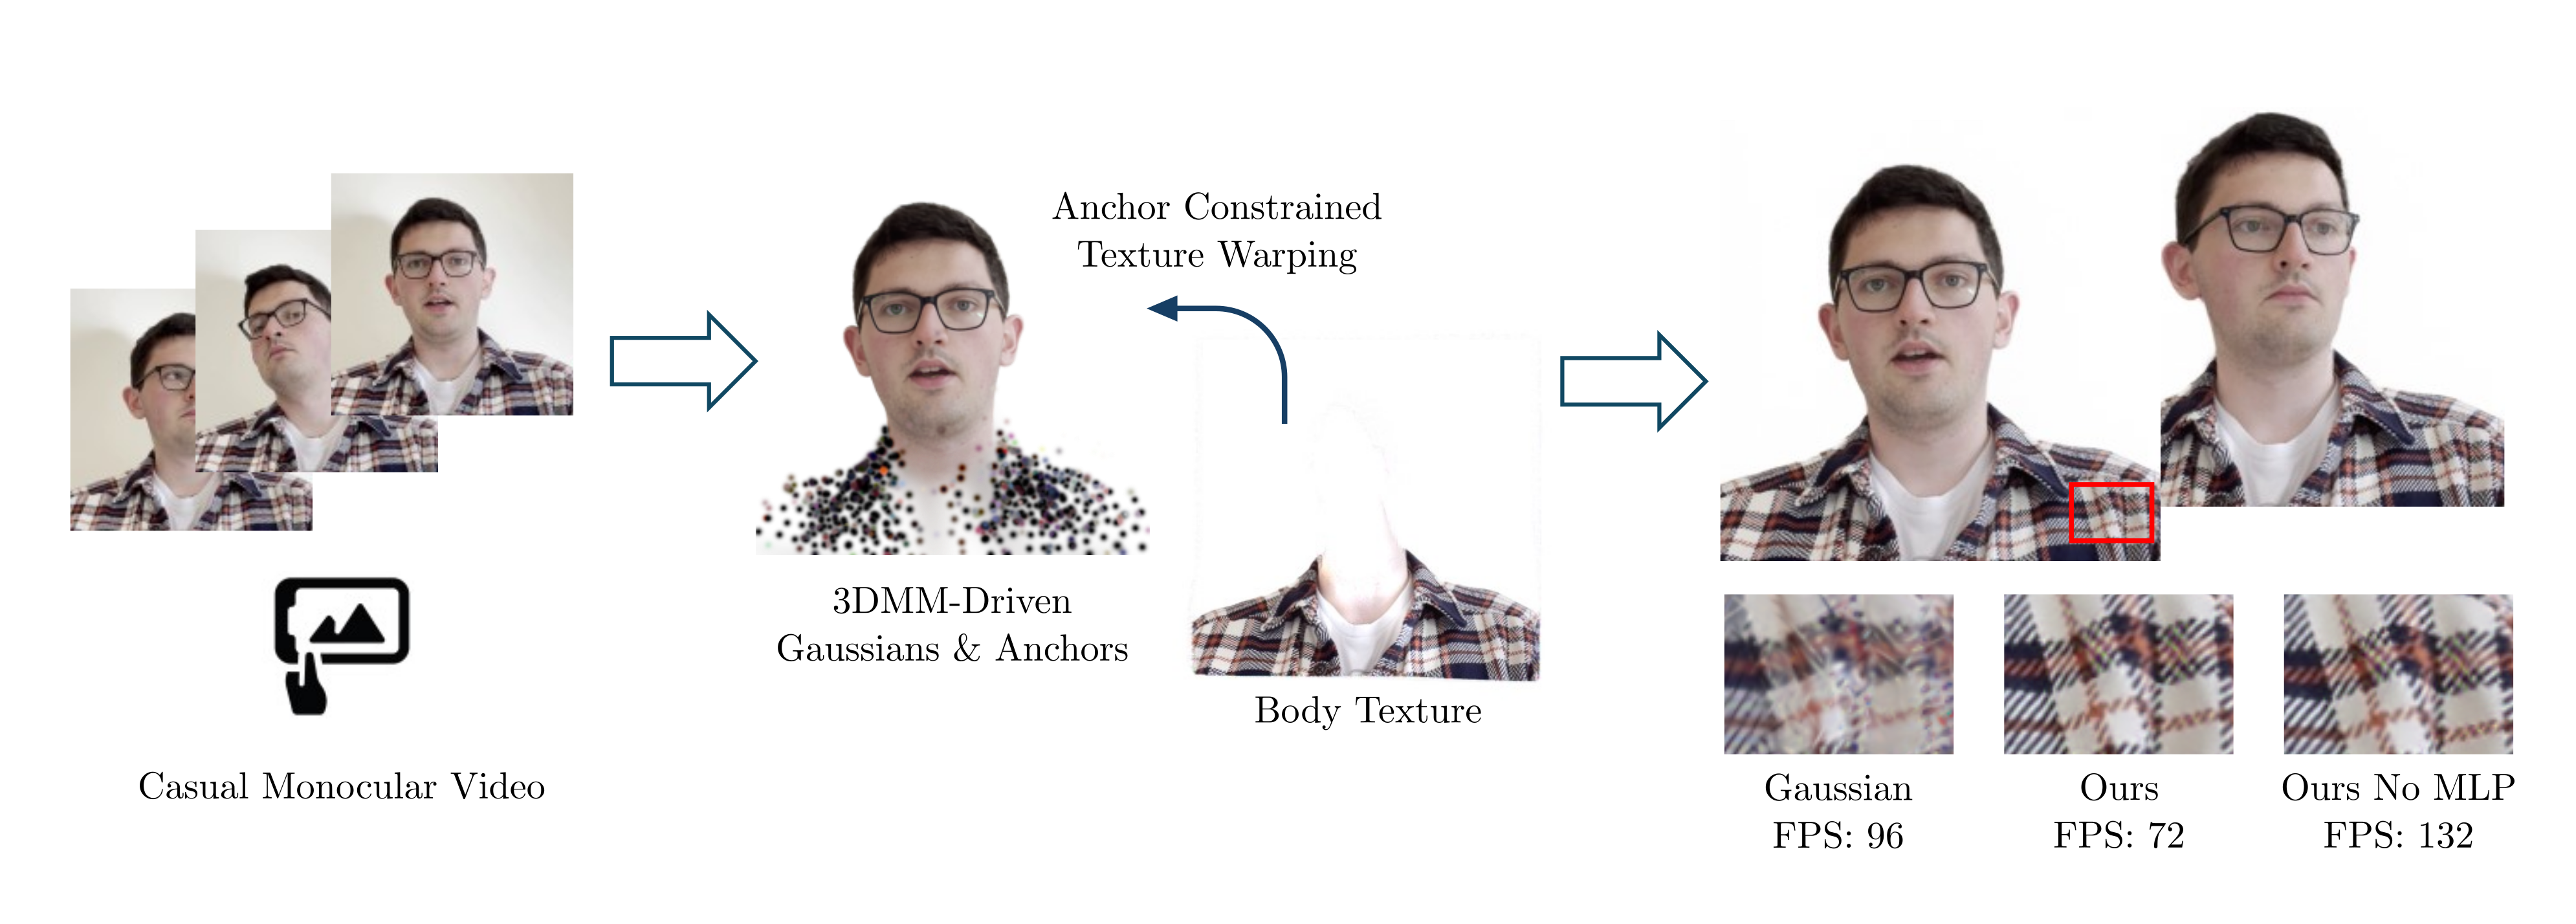 Casual Monocular Video
Anchor Constrained
Texture Warping
3DMM-Driven
Gaussians & Anchors
Body Texture
Gaussian
FPS: 96
Ours
FPS: 72
Ours No MLP
FPS: 132